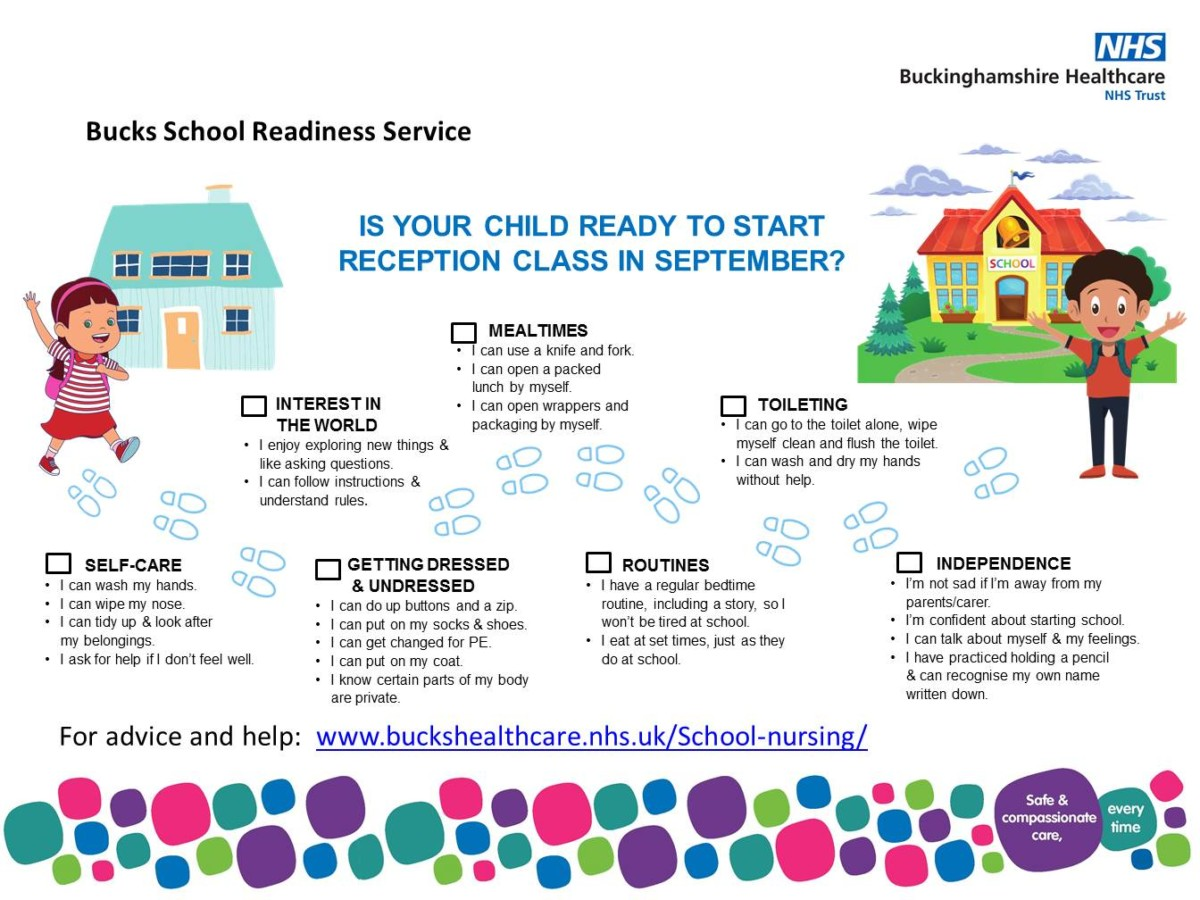 NHS
Buckinghamshire Healthcare
NHS Trust
Bucks School Readiness Service
IS YOUR CHILD READY TO START
RECEPTION CLASS IN SEPTEMBER?
SCHOOL
MEALTIMES
• I can use a knife and fork.
• I can open a packed
lunch by myself.
• I can open wrappers and
packaging by myself.
INTEREST IN
THE WORLD
• I enjoy exploring new things &
like asking questions.
• I can follow instructions &
understand rules.
TOILETING
• I can go to the toilet alone, wipe
myself clean and flush the toilet.
• I can wash and dry my hands
without help.
SELF-CARE
• I can wash my hands.
• I can wipe my nose.
• I can tidy up & look after
my belongings.
• I ask for help if I don't feel well.
GETTING DRESSED
& UNDRESSED
• I can do up buttons and a zip.
• I can put on my socks & shoes.
• I can get changed for PE.
• I can put on my coat.
• I know certain parts of my body
are private.
ROUTINES
• I have a regular bedtime
routine, including a story, so I
won't be tired at school.
• I eat at set times, just as they
do at school.
INDEPENDENCE
• I'm not sad if I'm away from my
parents/carer.
• I'm confident about starting school.
• I can talk about myself & my feelings.
• I have practiced holding a pencil
& can recognise my own name
written down.
For advice and help: www.buckshealthcare.nhs.uk/School-nursing/
Safe &
compassionate
care,
every
time